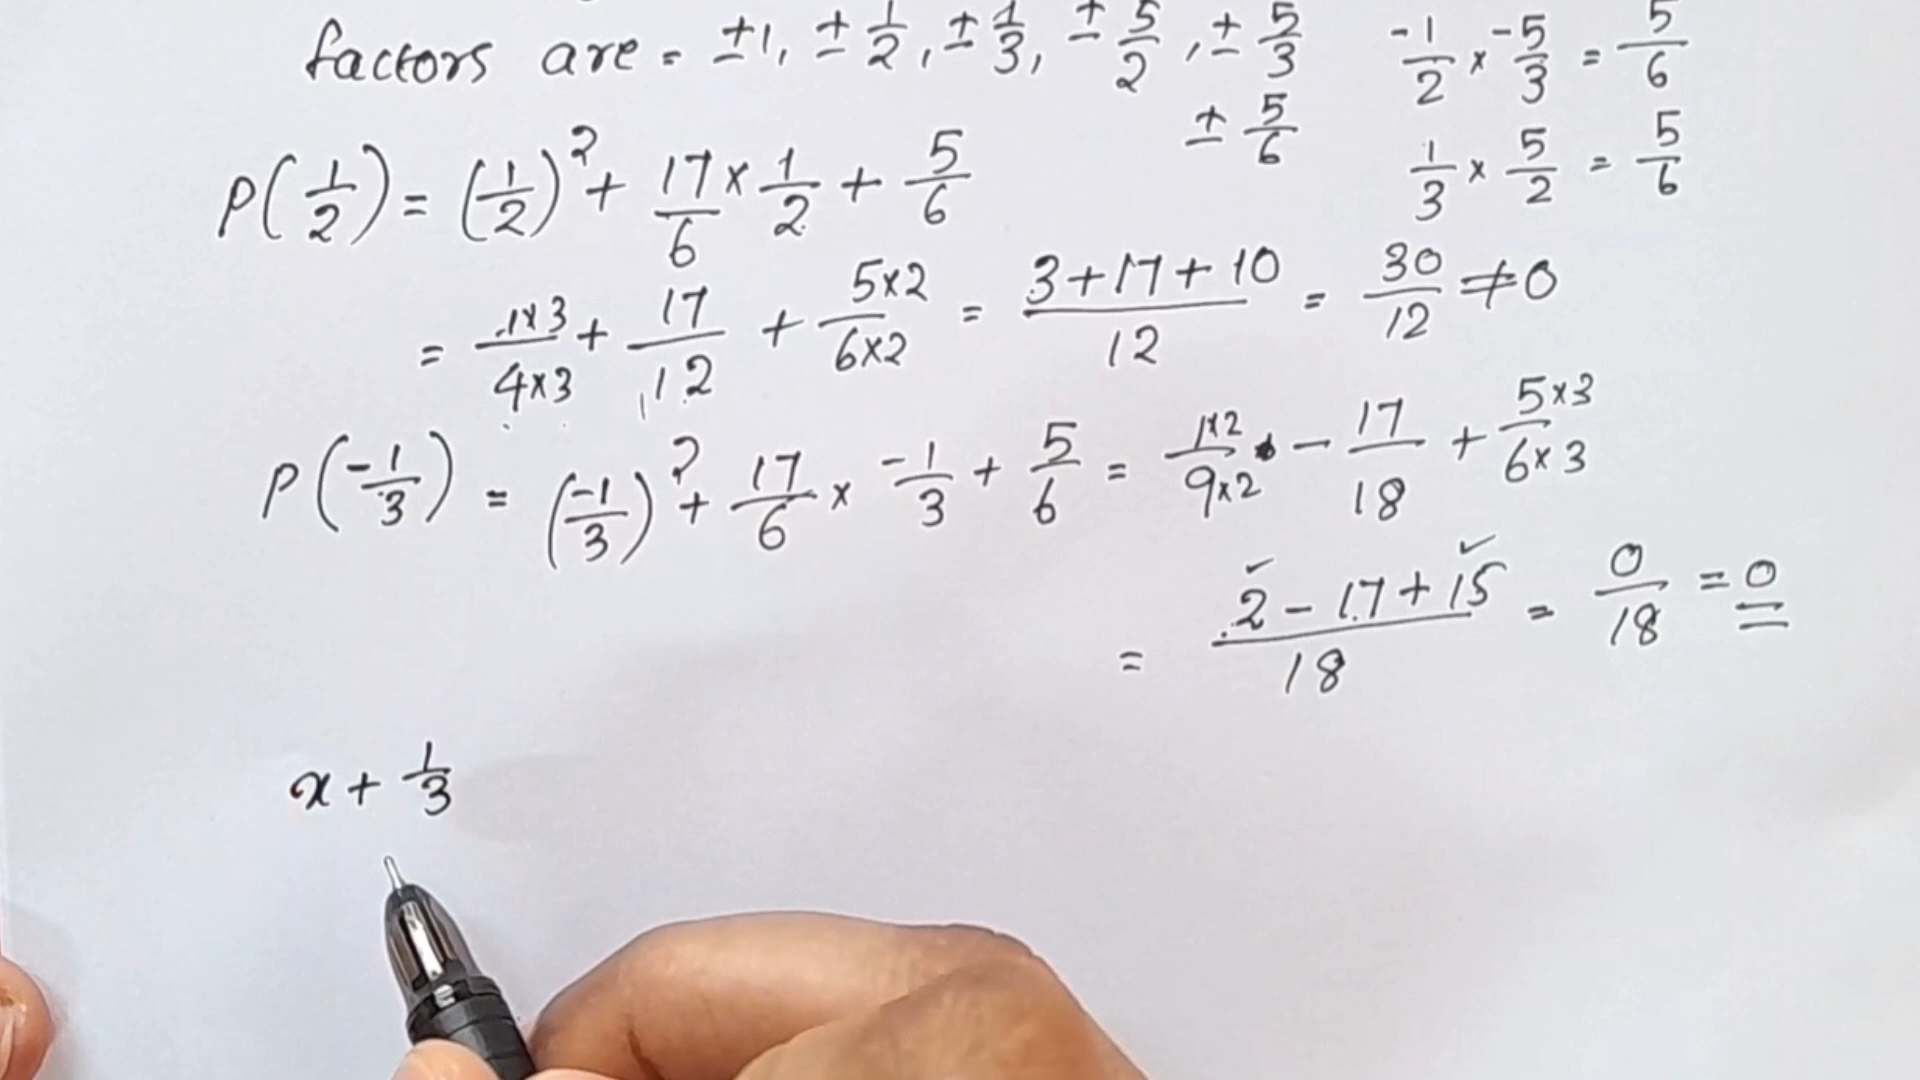 factors are = ±1, ± 1/2, ± 1/3, ± 5/2, ± 5/3
± 5/6
-1/2 × -5/3 = 5/6
1/3 × 5/2 = 5/6
P(1/2) = (1/2)² + 17/6 × 1/2 + 5/6
= 1×3/4×3 + 17/12 + 5×2/6×2 = 3+17+10/12 = 30/12 ≠ 0
P(-1/3) = (-1/3)² + 17/6 × -1/3 + 5/6 = 1×2/9×2 - 17/18 + 5×3/6×3
= 2-17+15/18 = 0/18 = 0
x + 1/3